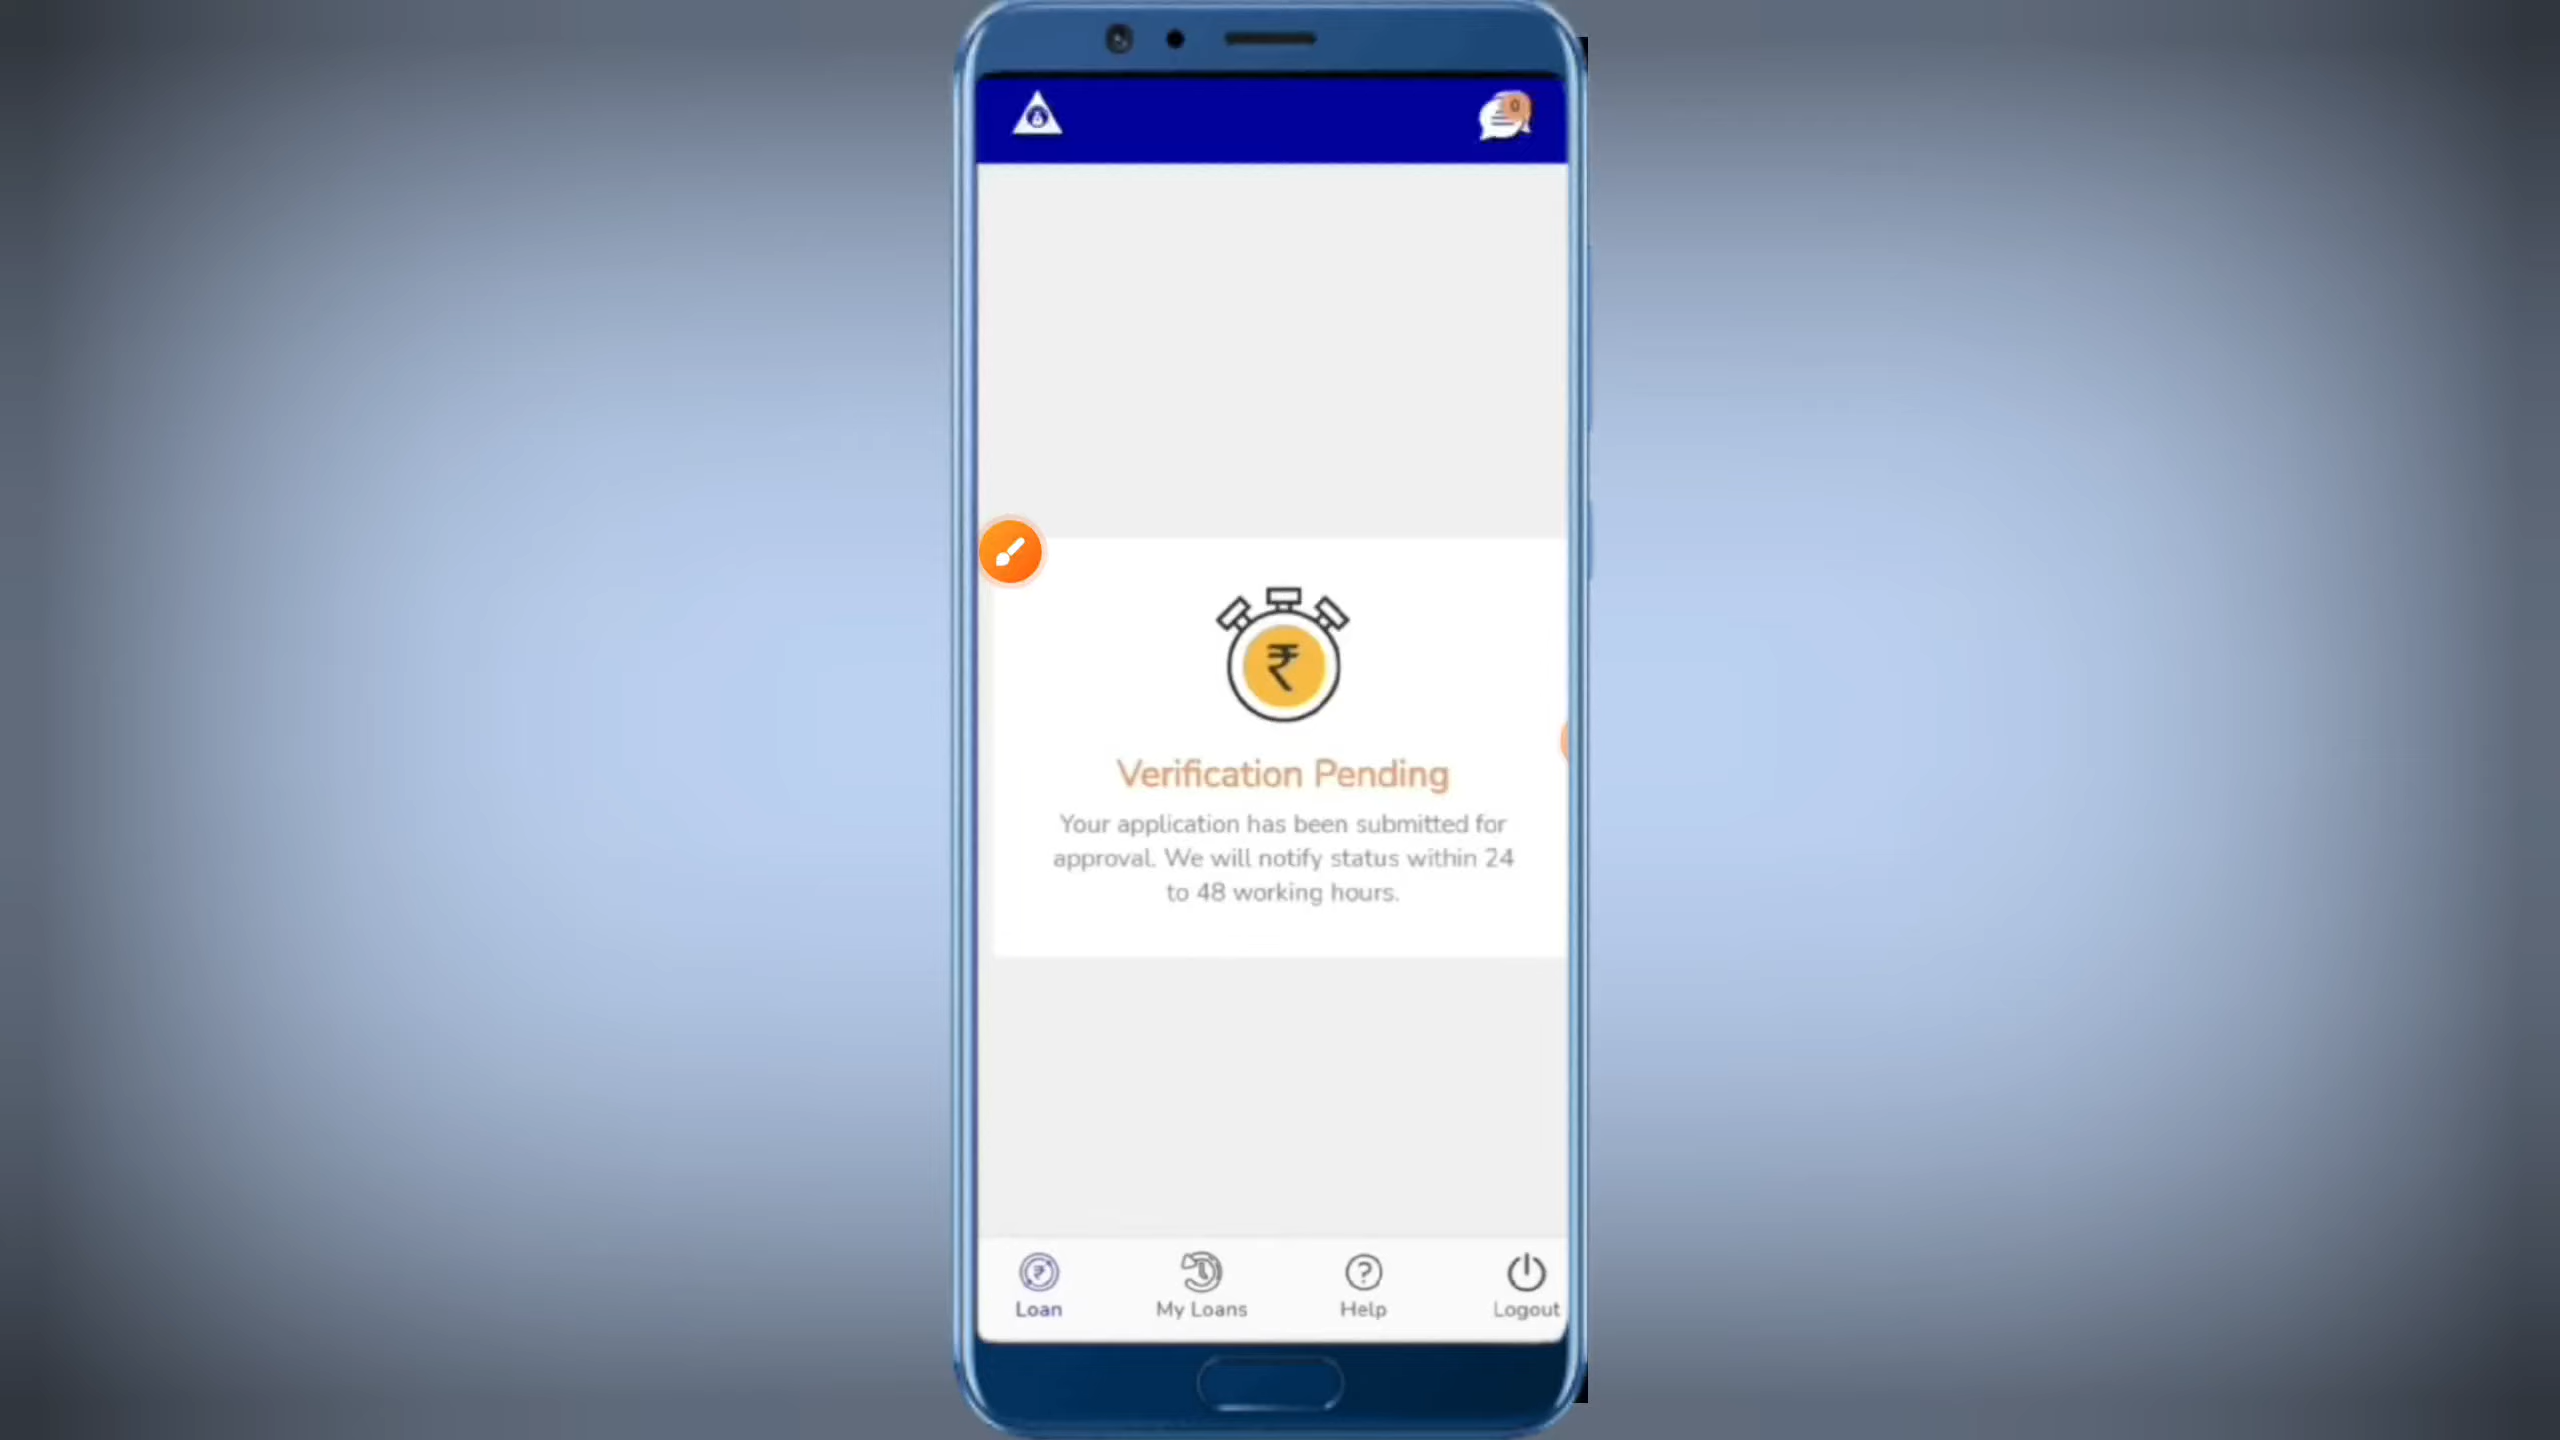 0
₹
Verification Pending
Your application has been submitted for
approval. We will notify status within 24
to 48 working hours.
₹
?
Loan
My Loans
Help
Logout